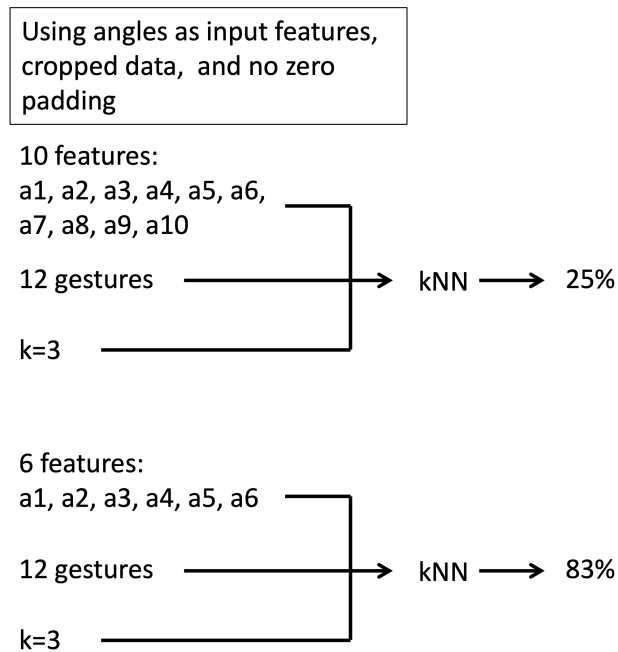 Using angles as input features,
cropped data,  and no zero
padding
10 features:
a1, a2, a3, a4, a5, a6,
a7, a8, a9, a10
12 gestures
kNN
25%
k=3
6 features:
a1, a2, a3, a4, a5, a6
12 gestures
kNN
83%
k=3